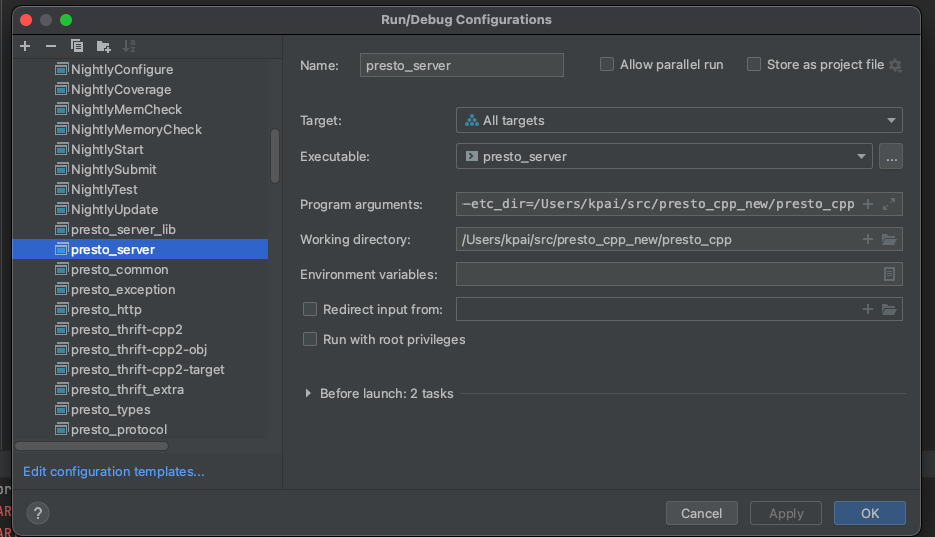 Run/Debug Configurations
NightlyConfigure
NightlyCoverage
NightlyMemCheck
NightlyMemoryCheck
NightlyStart
NightlySubmit
NightlyTest
NightlyUpdate
presto_server_lib
presto_server
presto_common
presto_exception
presto_http
presto_thrift-cpp2
presto_thrift-cpp2-obj
presto_thrift-cpp2-target
presto_thrift_extra
presto_types
presto_protocol
Edit configuration templates...
Name: presto_server Allow parallel run Store as project file
Target: All targets
Executable: presto_server ...
Program arguments: —etc_dir=/Users/kpai/src/presto_cpp_new/presto_cpp
Working directory: /Users/kpai/src/presto_cpp_new/presto_cpp
Environment variables:
Redirect input from:
Run with root privileges
Before launch: 2 tasks
? Cancel Apply OK